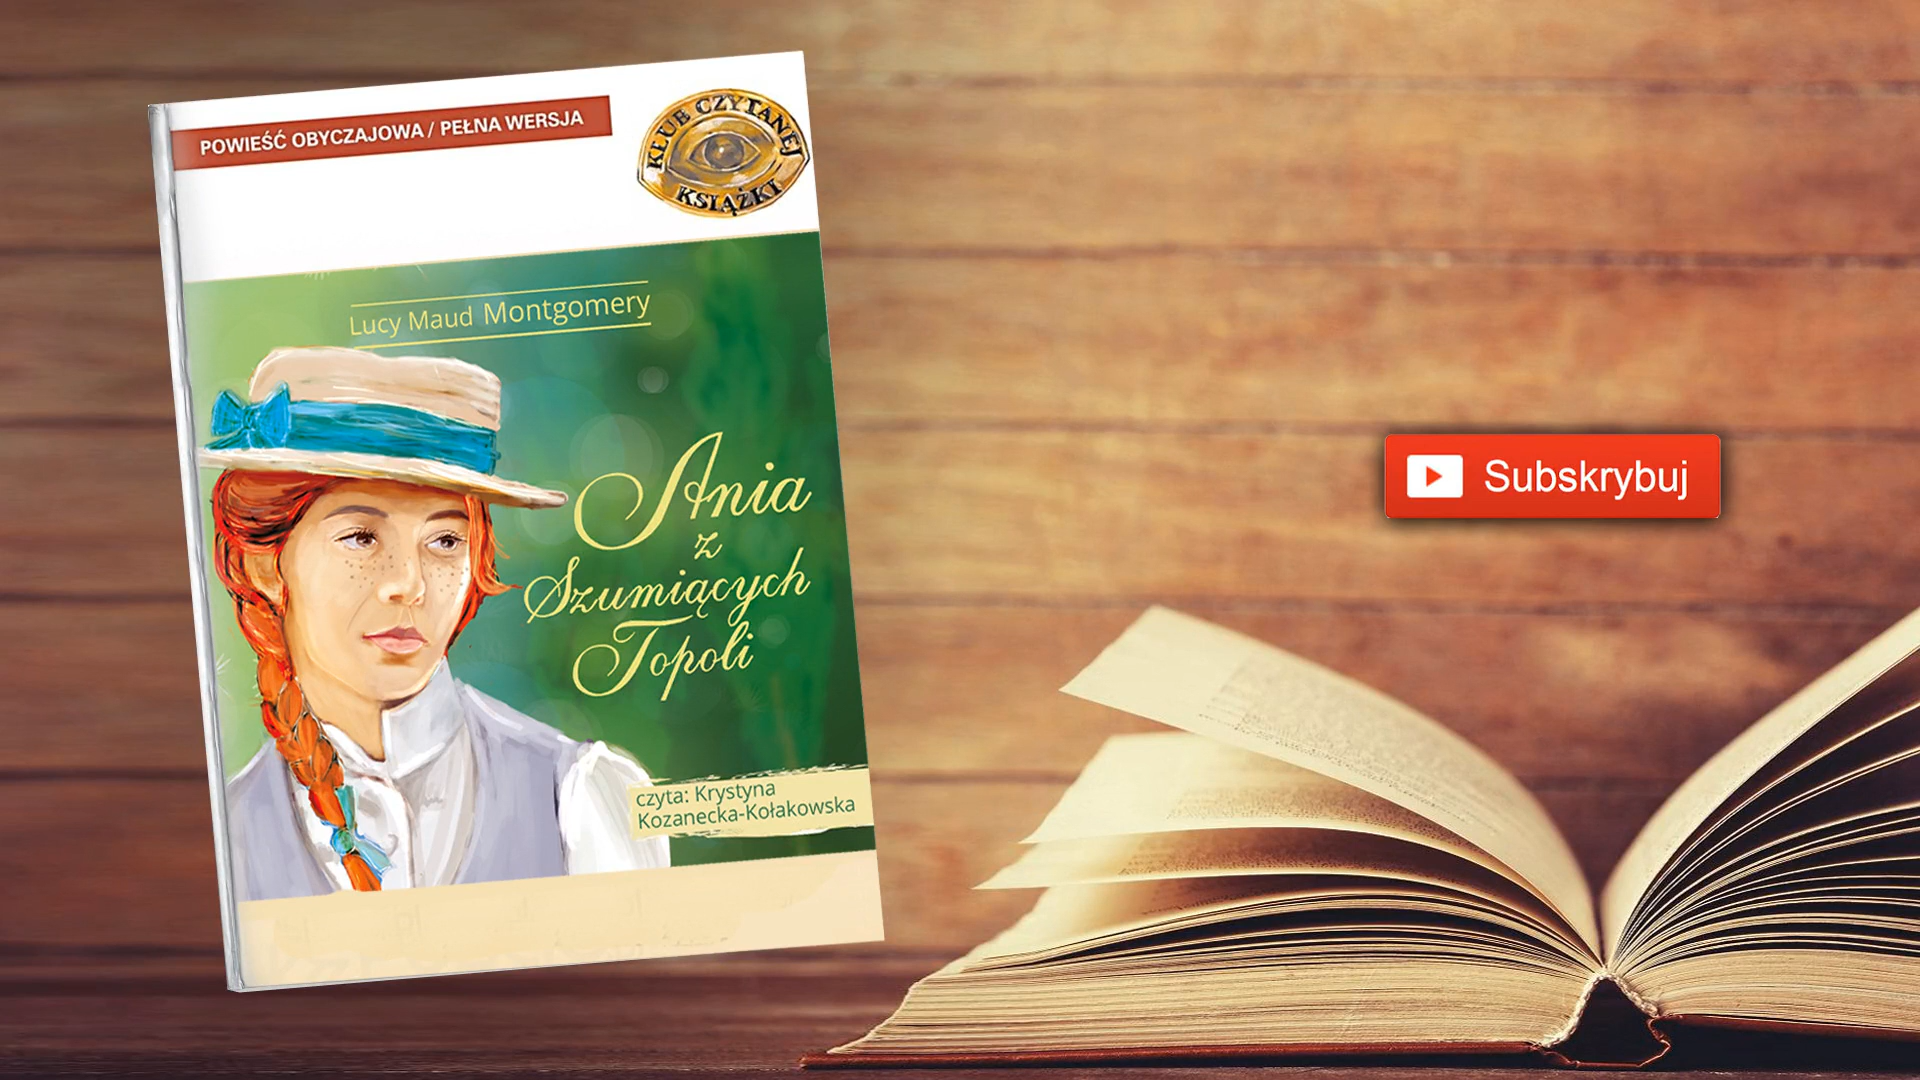 POWIEŚĆ OBYCZAJOWA / PEŁNA WERSJA
KLUB CZYTANEJ
KSIĄŻKI
Lucy Maud Montgomery
Ania
z
Szumiących
Topoli
czyta: Krystyna
Kozanecka-Kołakowska
Subskrybuj